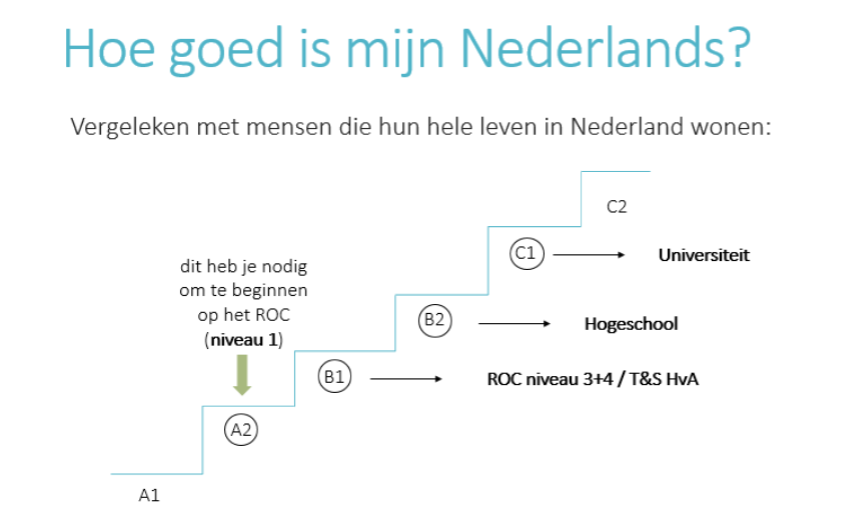 Hoe goed is mijn Nederlands?
Vergeleken met mensen die hun hele leven in Nederland wonen:
C2
C1
Universiteit
dit heb je nodig
om te beginnen
op het ROC
(niveau 1)
B2
Hogeschool
B1
ROC niveau 3+4 / T&S HvA
A2
A1